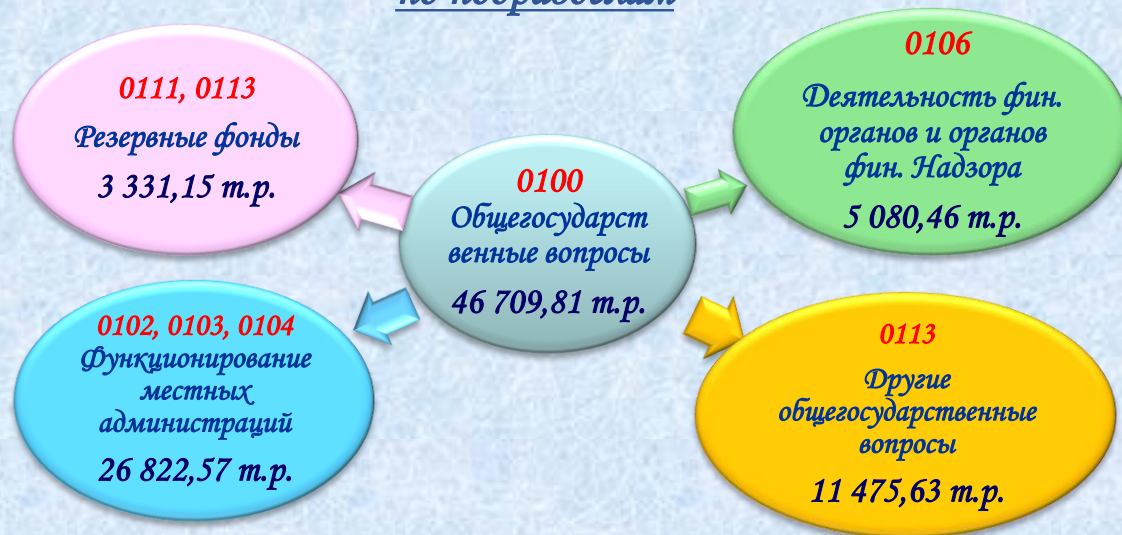 по подразделам
0111, 0113
Резервные фонды
3 331,15 т.р.
0106
Деятельность фин.
органов и органов
фин. Надзора
5 080,46 т.р.
0100
Общегосударст
венные вопросы
46 709,81 т.р.
0102, 0103, 0104
Функционирование
местных
администраций
26 822,57 т.р.
0113
Другие
общегосударственные
вопросы
11 475,63 т.р.